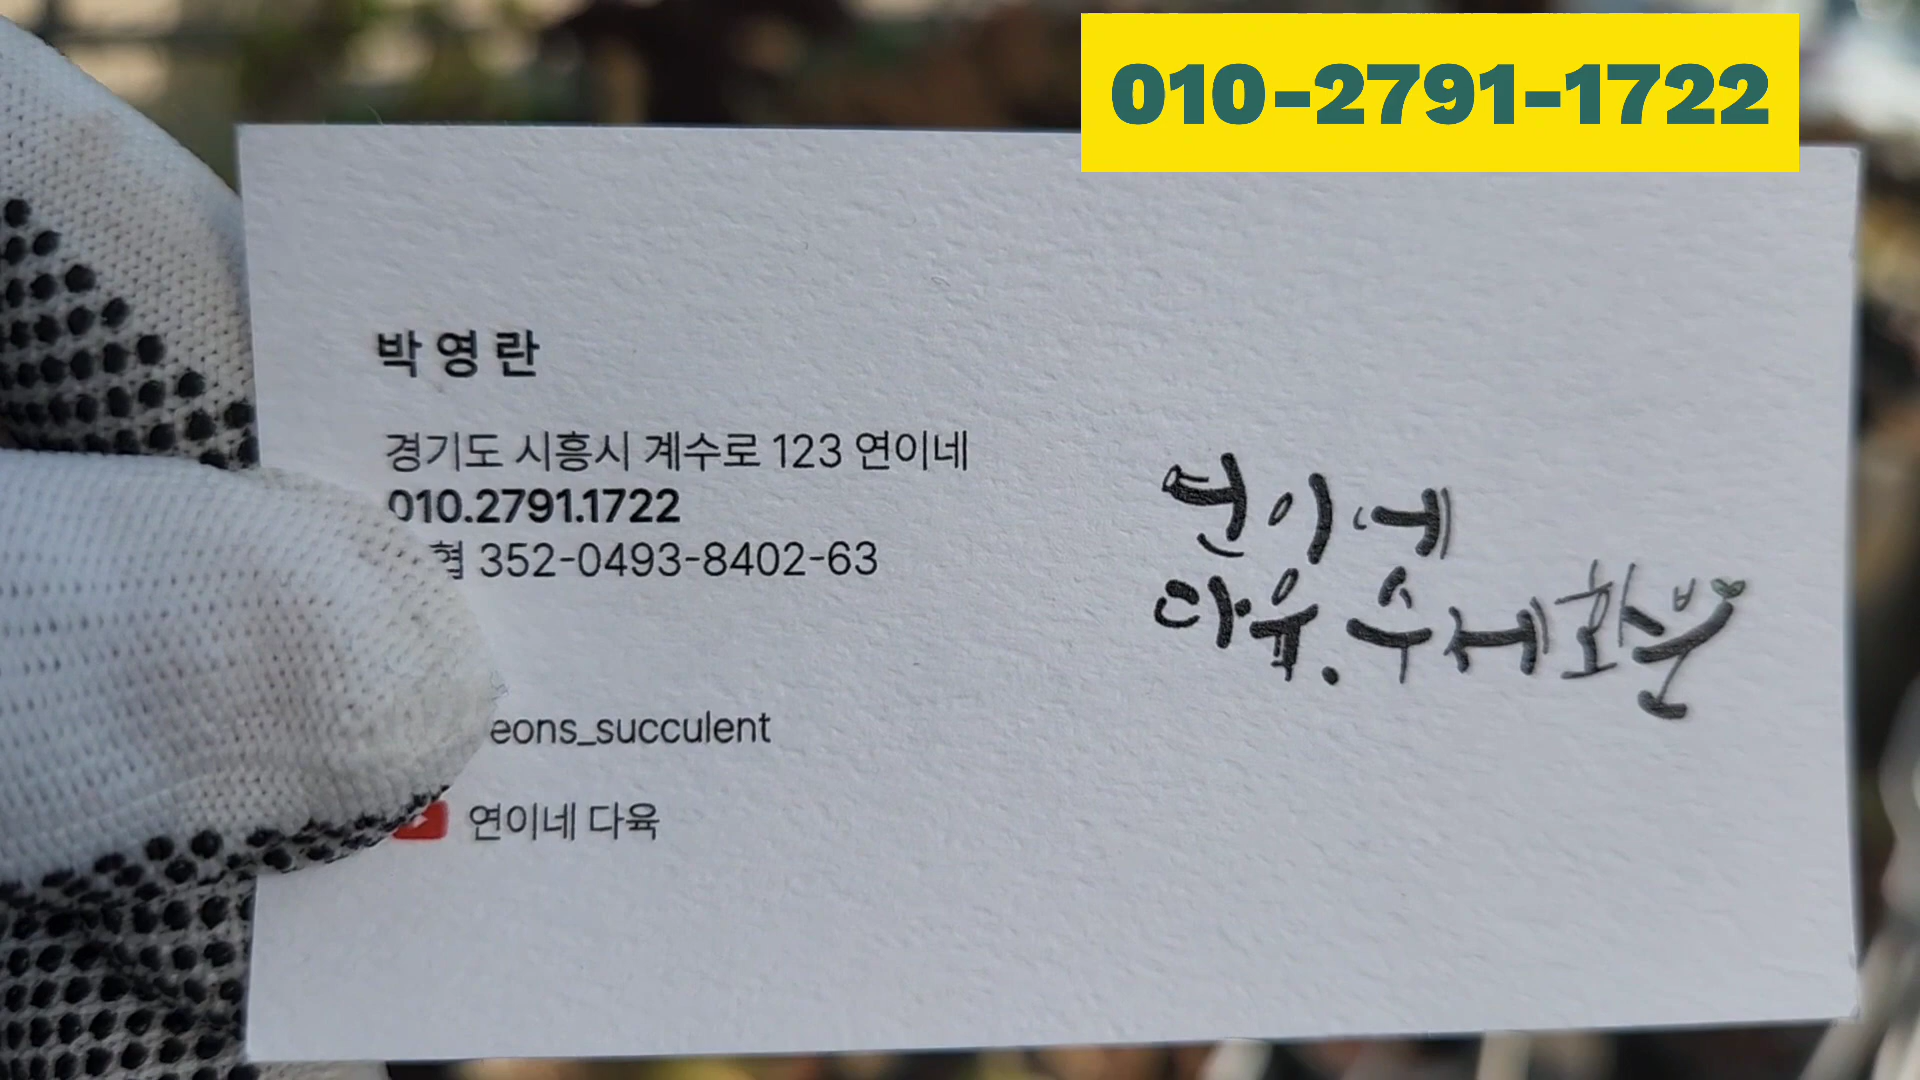 010-2791-1722
박영란
경기도 시흥시 계수로 123 연이네
010.2791.1722
협 352-0493-8402-63
eons_succulent
연이네 다육
연이네
다육.수제화분